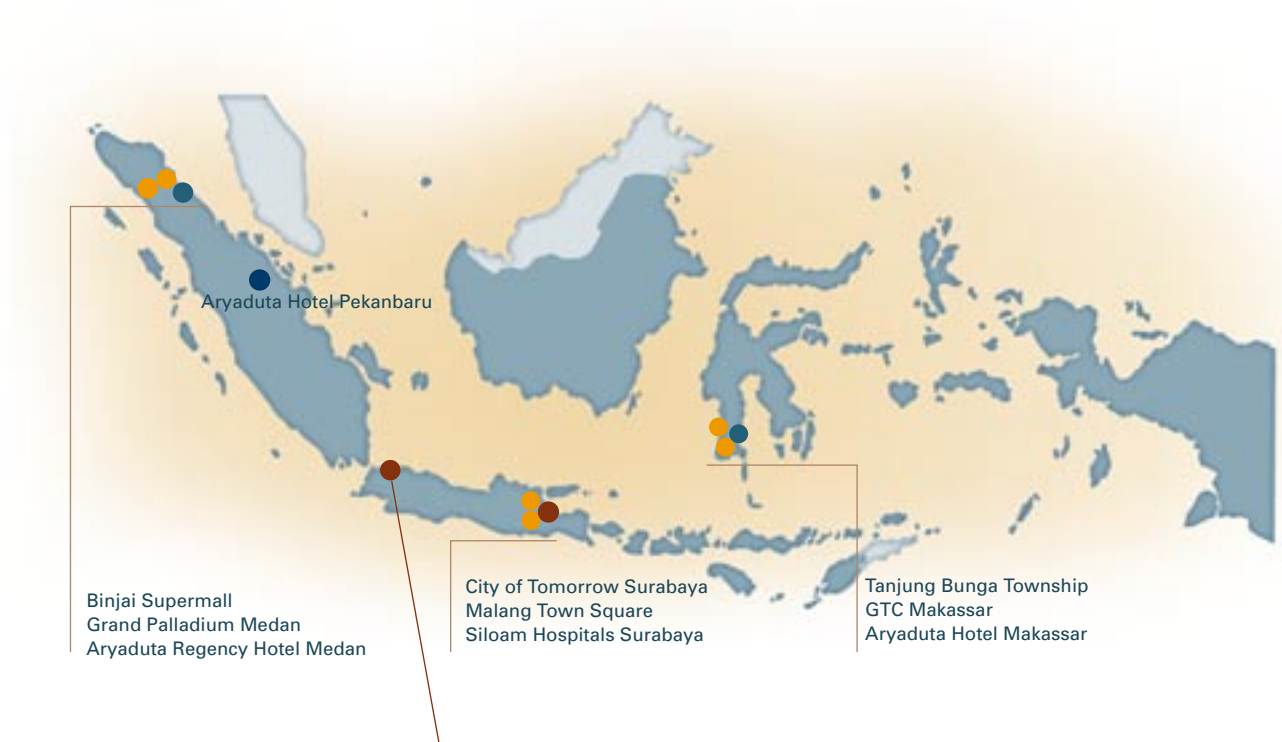 Aryaduta Hotel Pekanbaru
Binjai Supermall
Grand Palladium Medan
Aryaduta Regency Hotel Medan
City of Tomorrow Surabaya
Malang Town Square
Siloam Hospitals Surabaya
Tanjung Bunga Township
GTC Makassar
Aryaduta Hotel Makassar